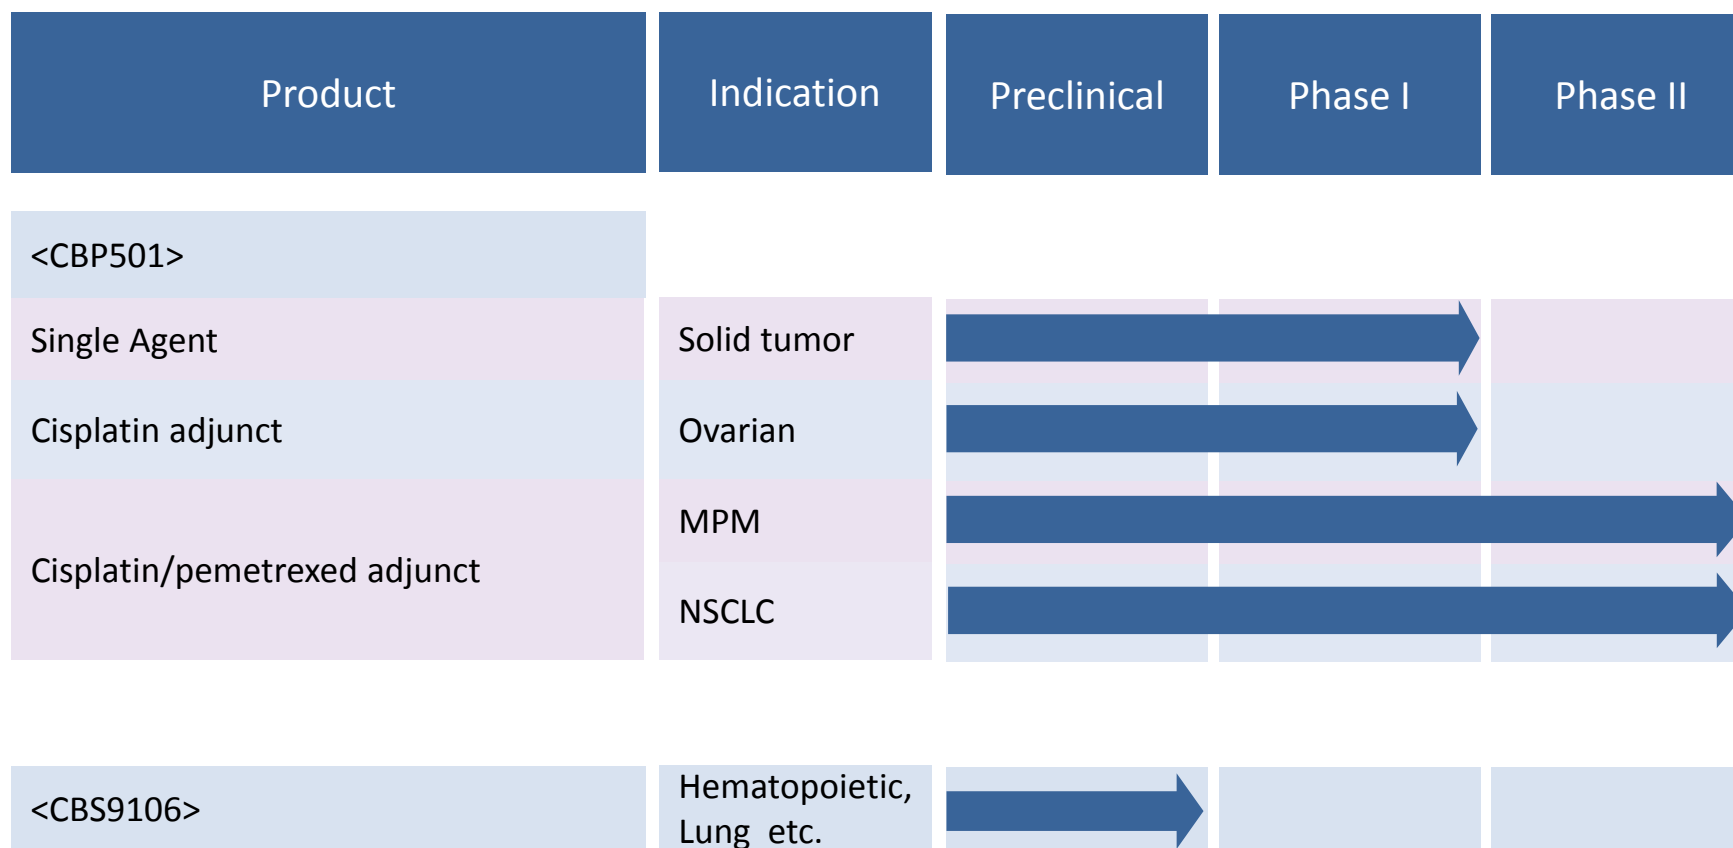 Product Indication Preclinical Phase I Phase II
<CBP501>
Single Agent Solid tumor
Cisplatin adjunct Ovarian
Cisplatin/pemetrexed adjunct
MPM
NSCLC
<CBS9106>
Hematopoietic,
Lung etc.